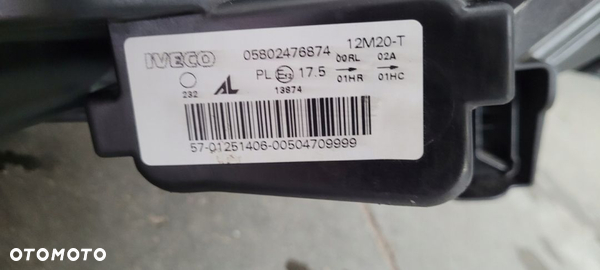 IVECO 05802476874 12M20-T
PL E 17.5 00RL 02A
01HR 01HC
232 AL 13874
57-01251406-00504709999
OTOMOTO